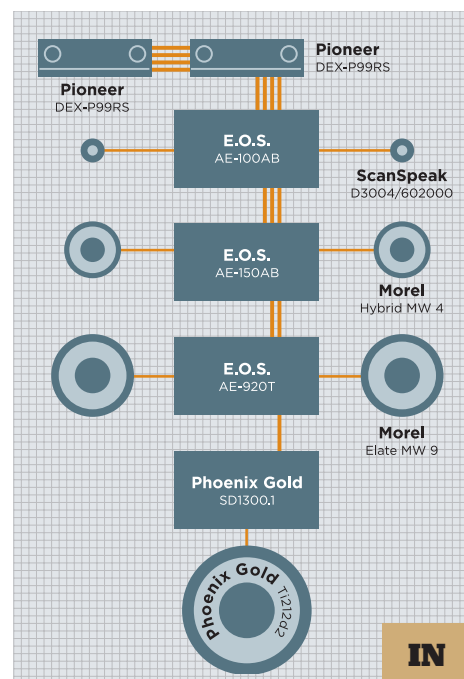 Pioneer
DEX-P99RS
Pioneer
DEX-P99RS
E.O.S.
AE-100AB
ScanSpeak
D3004/602000
E.O.S.
AE-150AB
Morel
Hybrid MW 4
E.O.S.
AE-920T
Morel
Elate MW 9
Phoenix Gold
SD1300.1
Phoenix Gold Ti212d2
IN